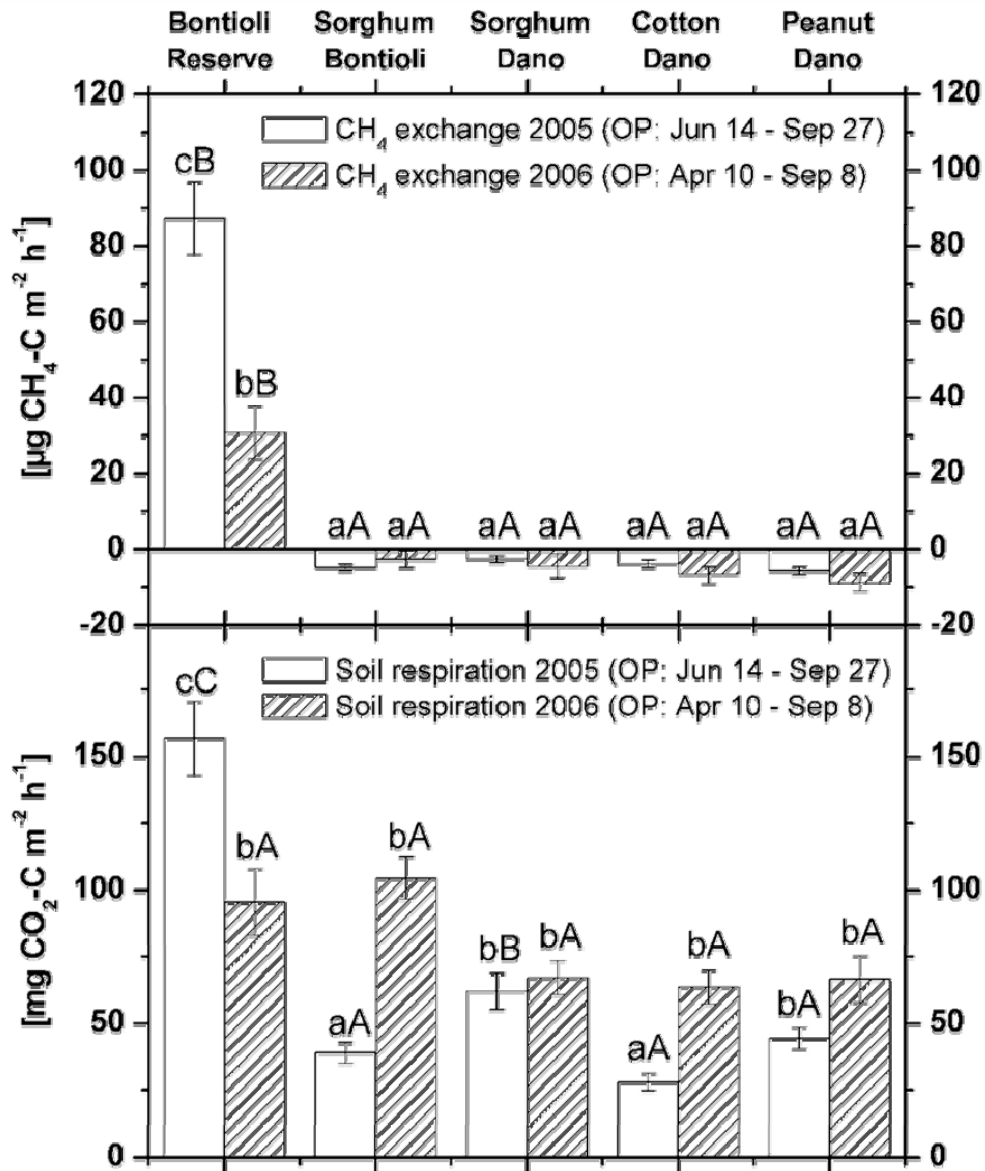 Bontioli Sorghum Sorghum Cotton Peanut
Reserve Bontioli Dano Dano Dano
120 120
CH₄ exchange 2005 (OP: Jun 14 - Sep 27)
cB
100 100
CH₄ exchange 2006 (OP: Apr 10 - Sep 8)
80 80
[µg CH₄-C m⁻² h⁻¹]
60 60
40 bB 40
20 20
aA aA aA aA aA aA aA aA
0 0
-20 -20
Soil respiration 2005 (OP: Jun 14 - Sep 27)
cC
Soil respiration 2006 (OP: Apr 10 - Sep 8)
150 150
[mg CO₂-C m⁻² h⁻¹]
bA bA
100 100
bB bA bA bA
50 aA aA bA 50
0 0